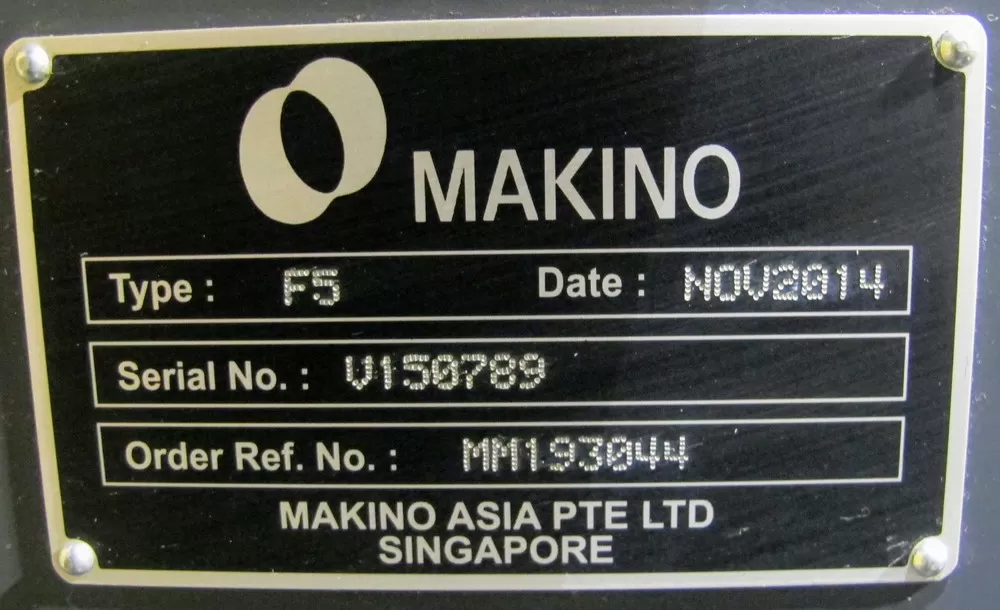 MAKINO
Type : F5 Date : NOV2014
Serial No. : V150789
Order Ref. No. : MM193044
MAKINO ASIA PTE LTD
SINGAPORE